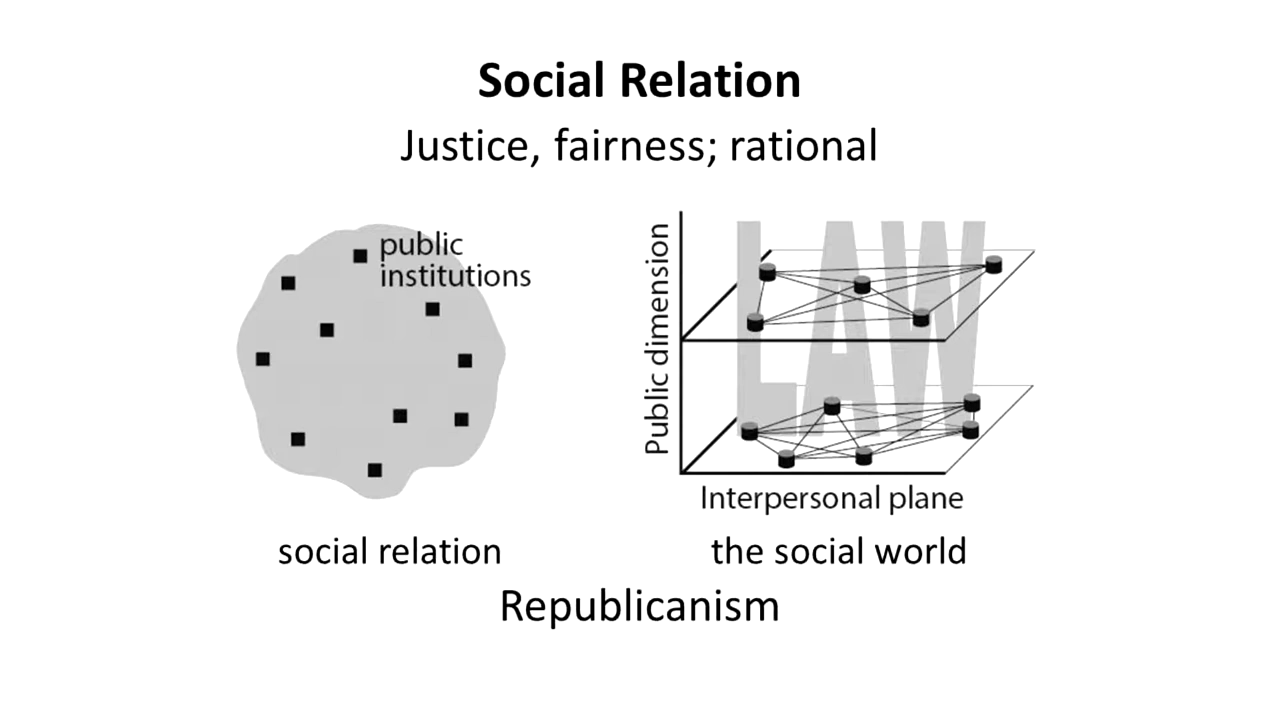 Social Relation
Justice, fairness; rational
public
institutions
LAW
Public dimension
Interpersonal plane
social relation
the social world
Republicanism